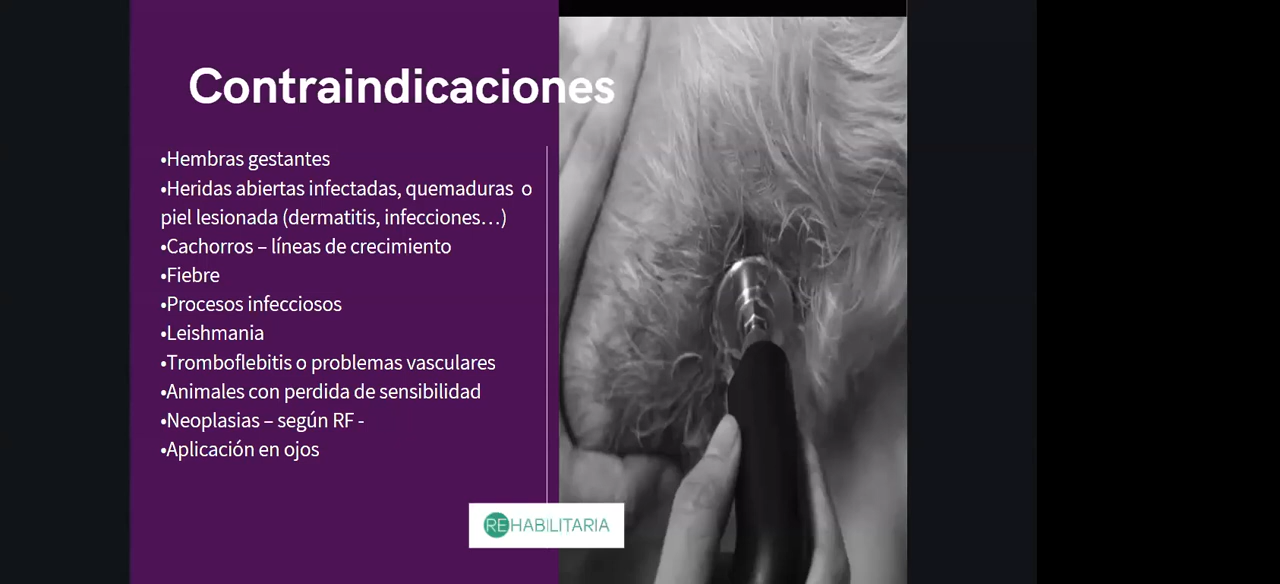 Contraindicaciones
•Hembras gestantes
•Heridas abiertas infectadas, quemaduras  o
piel lesionada (dermatitis, infecciones…)
•Cachorros – líneas de crecimiento
•Fiebre
•Procesos infecciosos
•Leishmania
•Tromboflebitis o problemas vasculares
•Animales con perdida de sensibilidad
•Neoplasias – según RF -
•Aplicación en ojos
REHABILITARIA